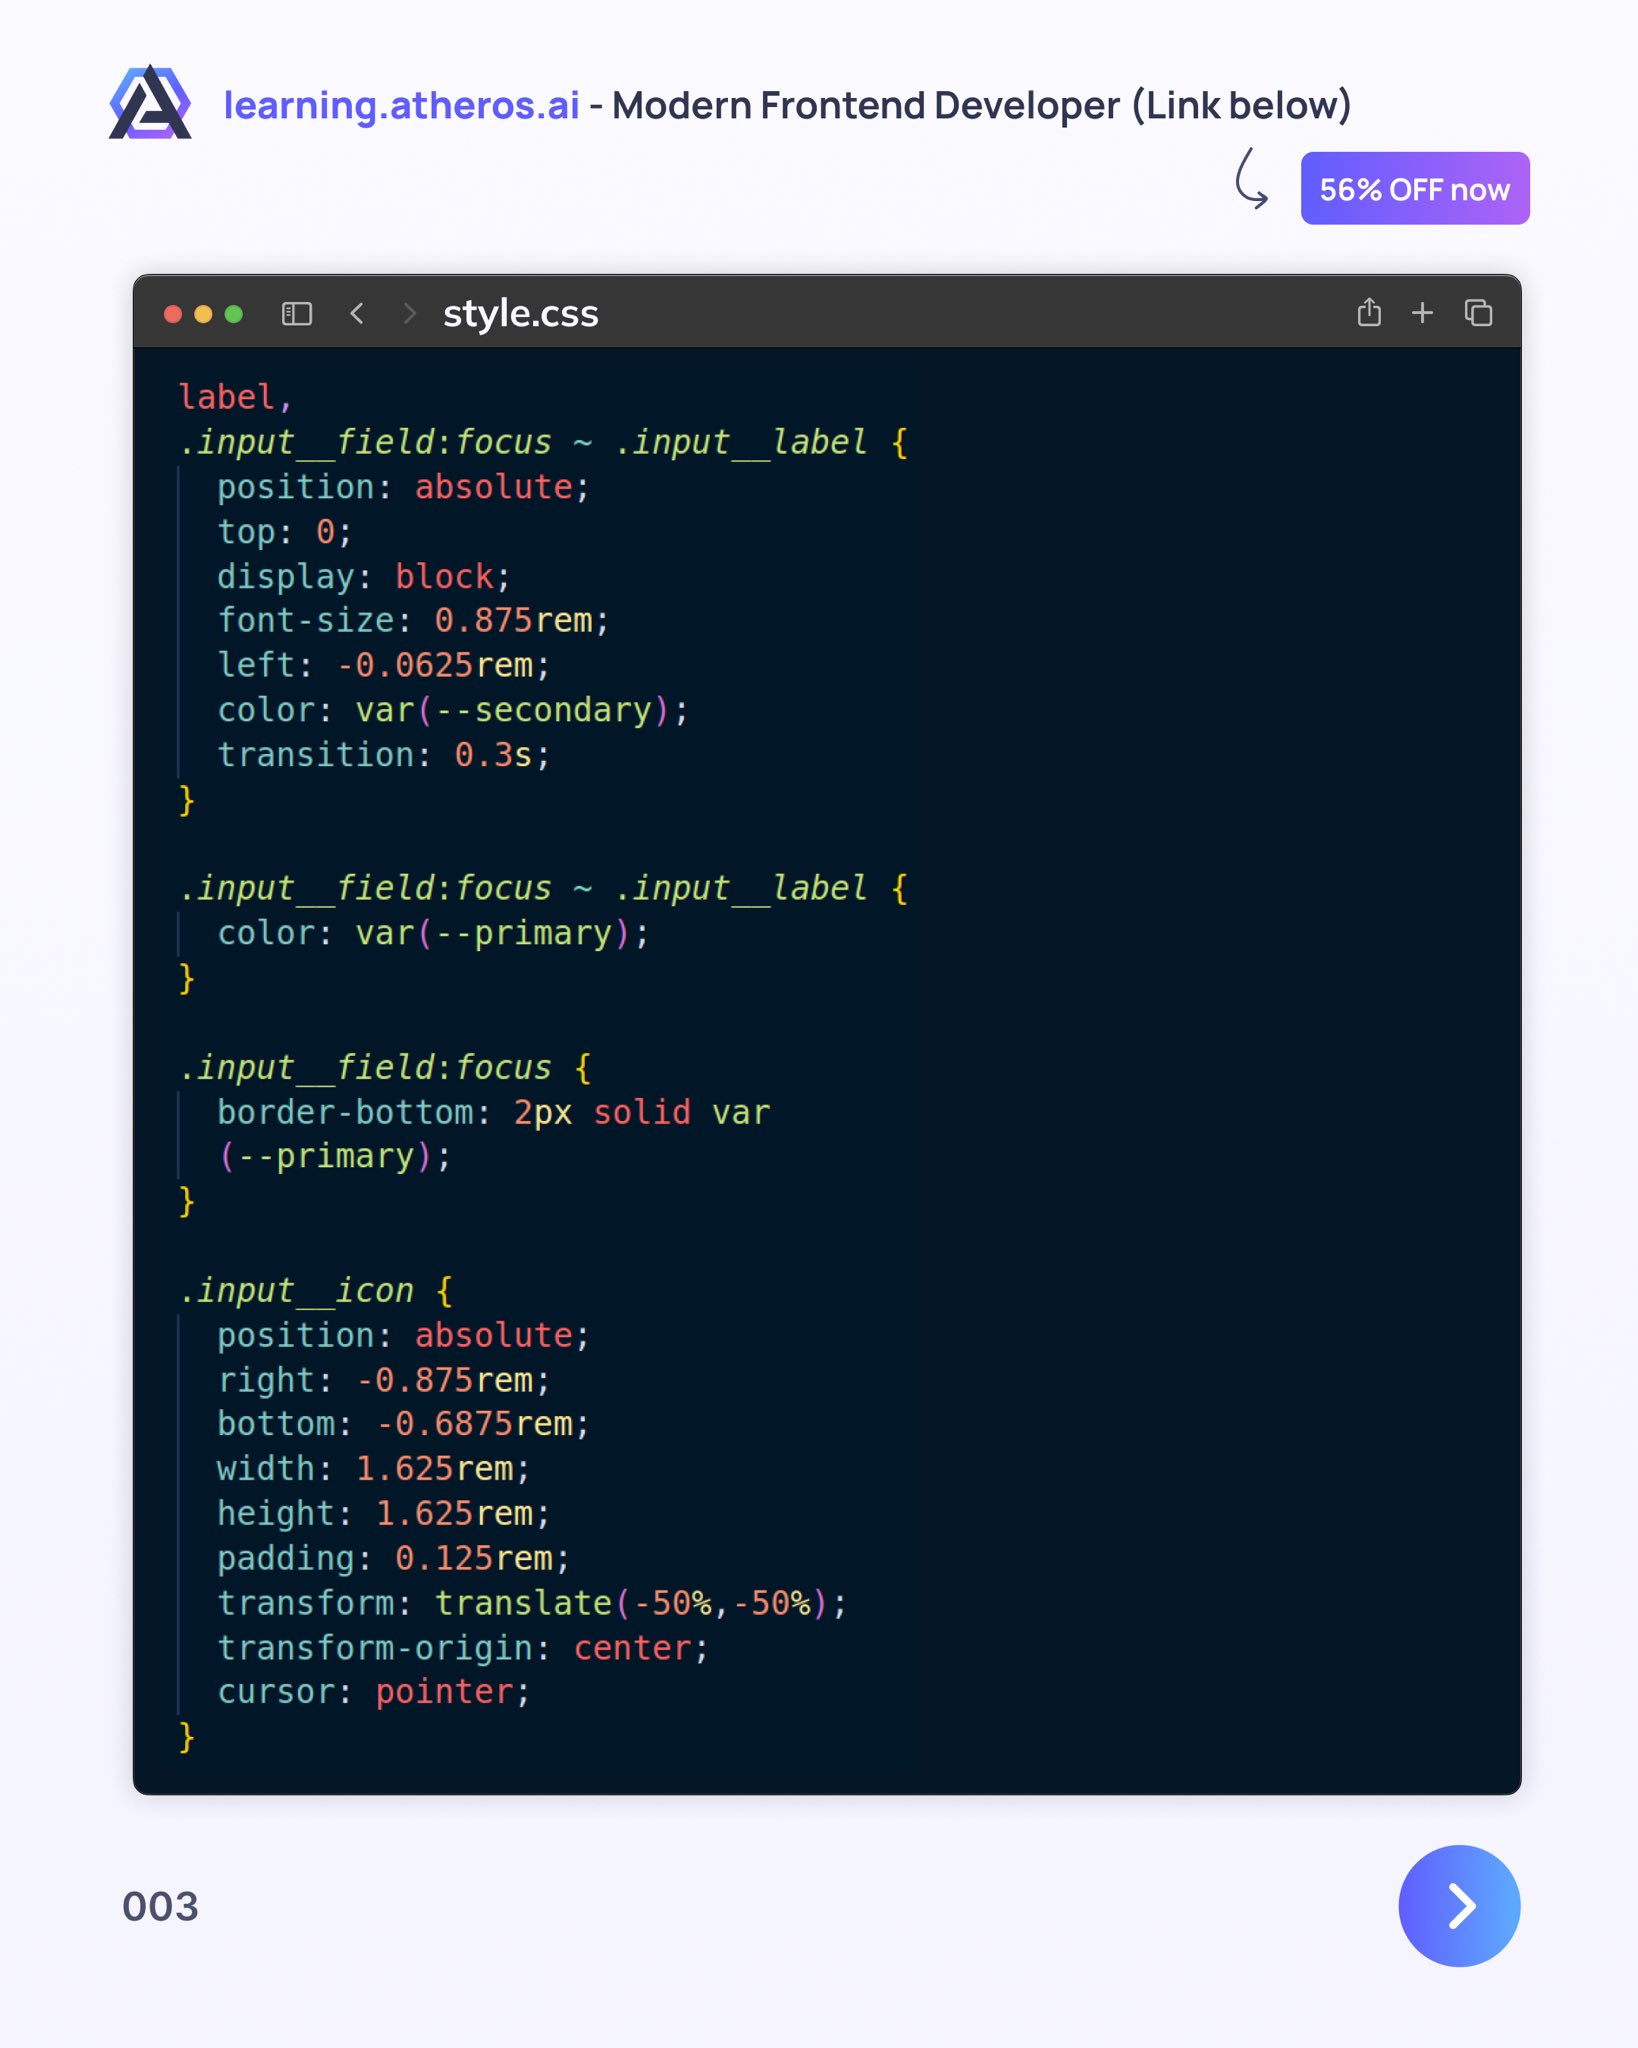 learning.atheros.ai - Modern Frontend Developer (Link below)
56% OFF now
style.css
label,
.input__field:focus ~ .input__label {
  position: absolute;
  top: 0;
  display: block;
  font-size: 0.875rem;
  left: -0.0625rem;
  color: var(--secondary);
  transition: 0.3s;
}

.input__field:focus ~ .input__label {
  color: var(--primary);
}

.input__field:focus {
  border-bottom: 2px solid var
  (--primary);
}

.input__icon {
  position: absolute;
  right: -0.875rem;
  bottom: -0.6875rem;
  width: 1.625rem;
  height: 1.625rem;
  padding: 0.125rem;
  transform: translate(-50%,-50%);
  transform-origin: center;
  cursor: pointer;
}
003